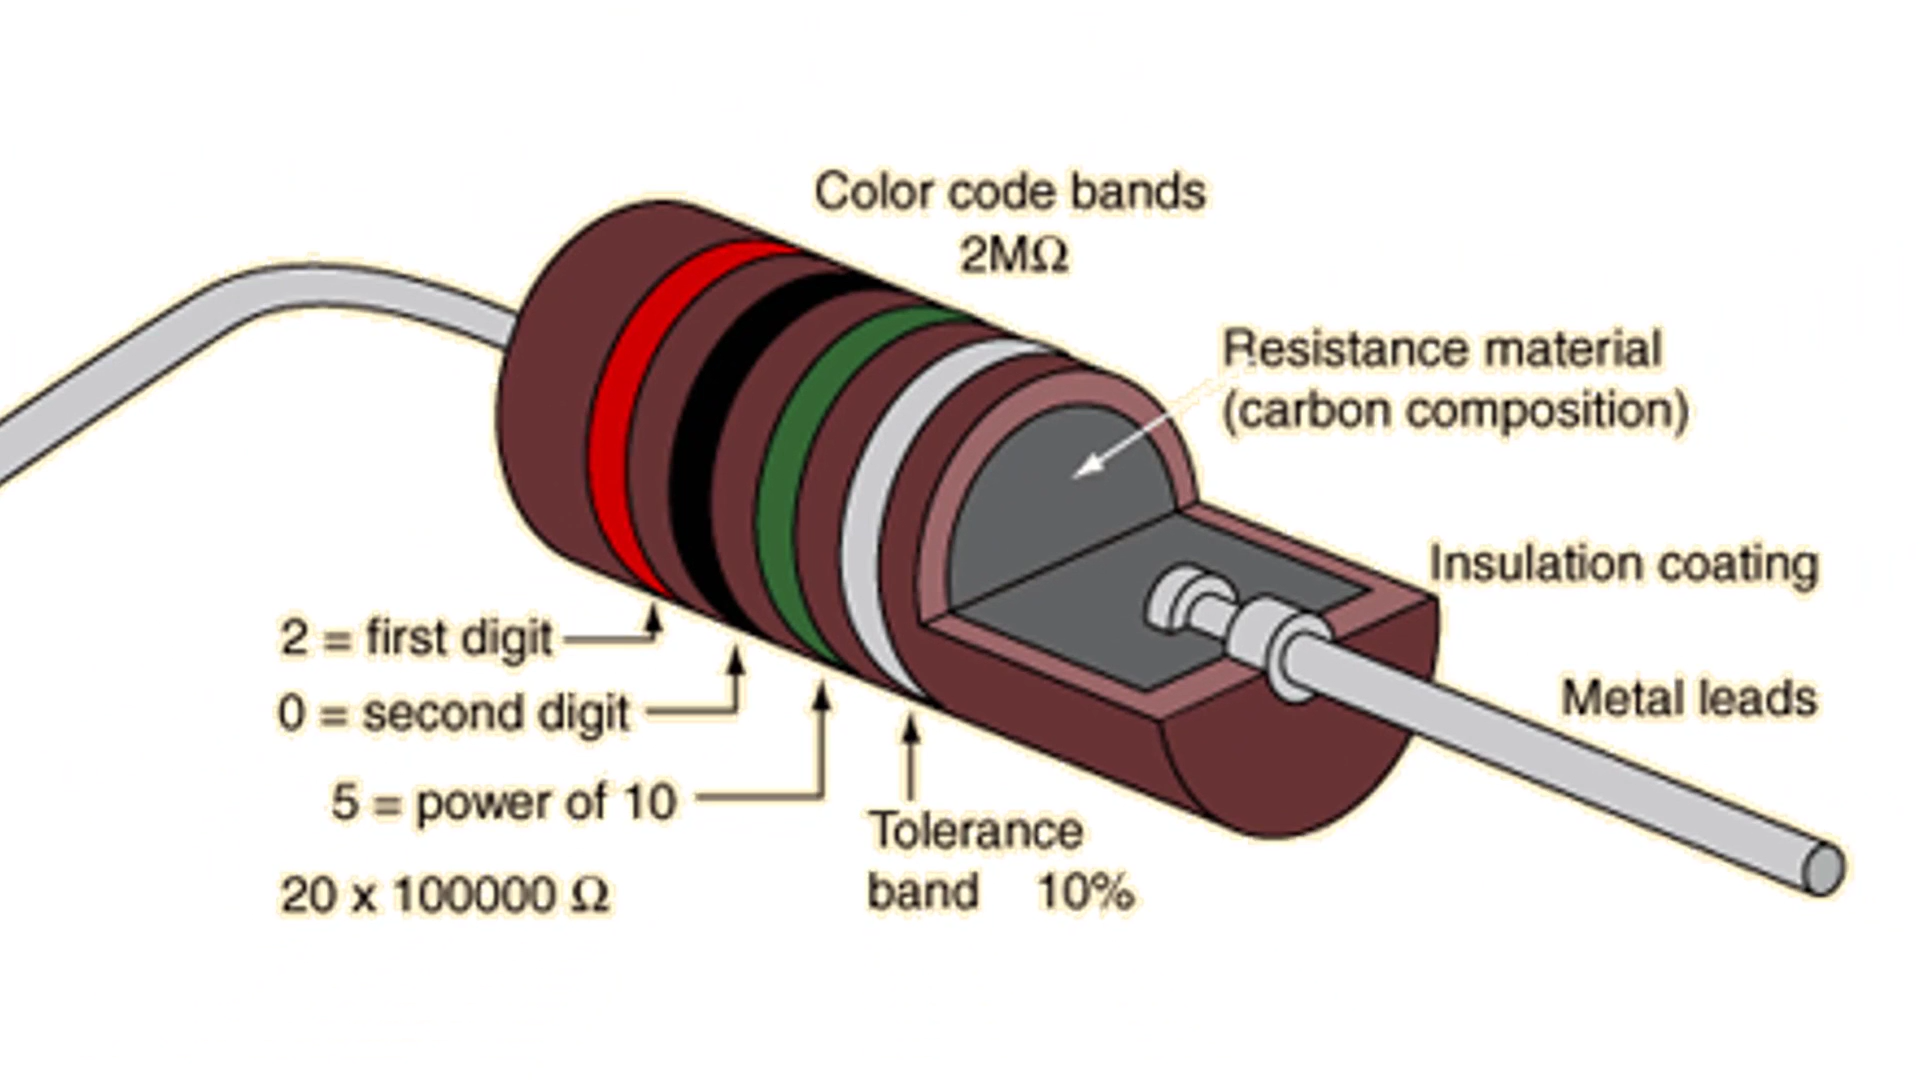 Color code bands
2MΩ
Resistance material
(carbon composition)
Insulation coating
Metal leads
2 = first digit
0 = second digit
5 = power of 10
20 x 100000 Ω
Tolerance
band 10%